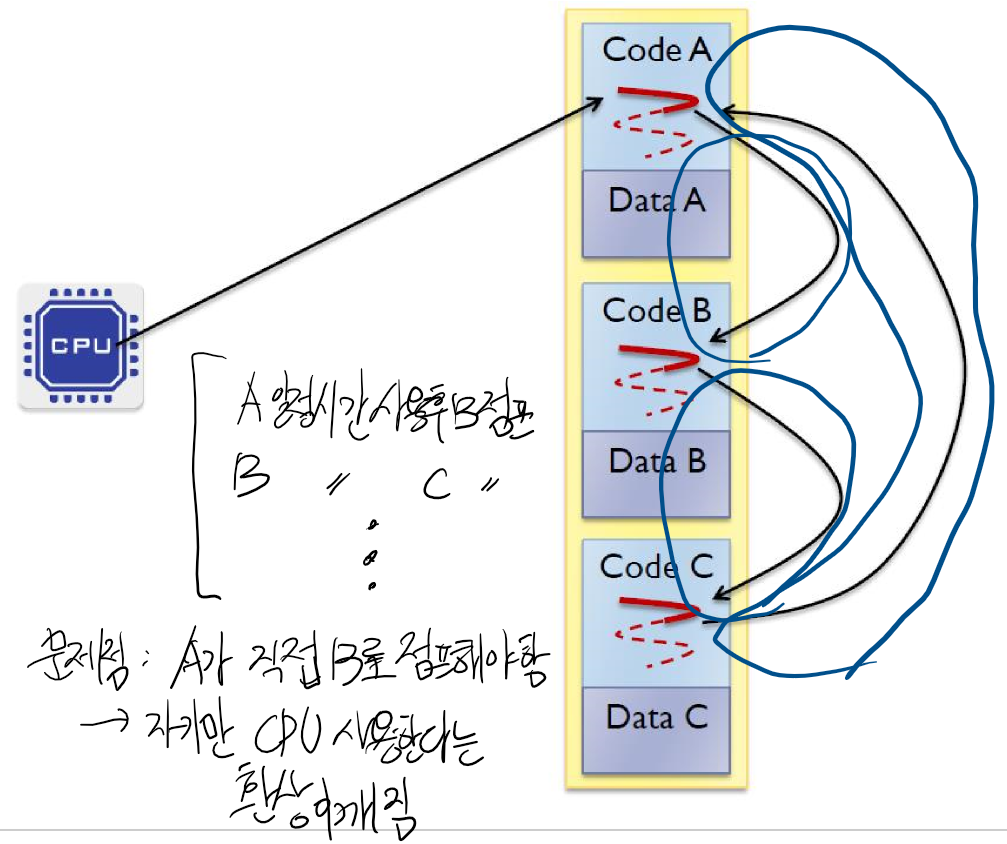 Code A
Data A
Code B
CPU
A 일정시간 사용후 B 점프
Data B
B 〃 C 〃
Code C
문제점 : A가 직접 B로 점프해야함
→ 자기만 CPU 사용한다는
Data C
환상이 깨짐